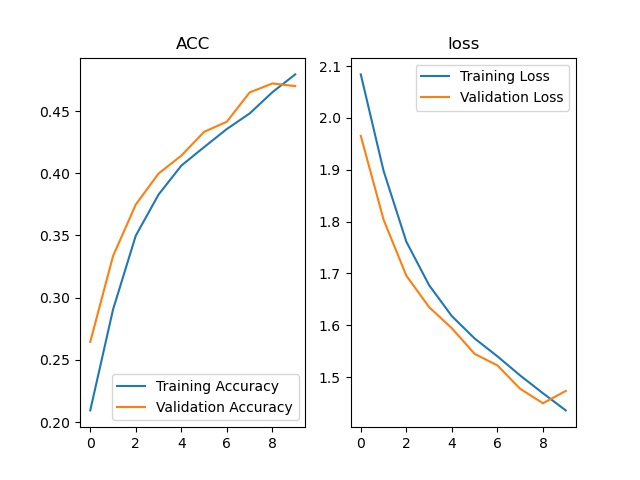 ACC
0.45
0.40
0.35
0.30
0.25
0.20
0 2 4 6 8
Training Accuracy
Validation Accuracy
loss
2.1
2.0
1.9
1.8
1.7
1.6
1.5
0 2 4 6 8
Training Loss
Validation Loss